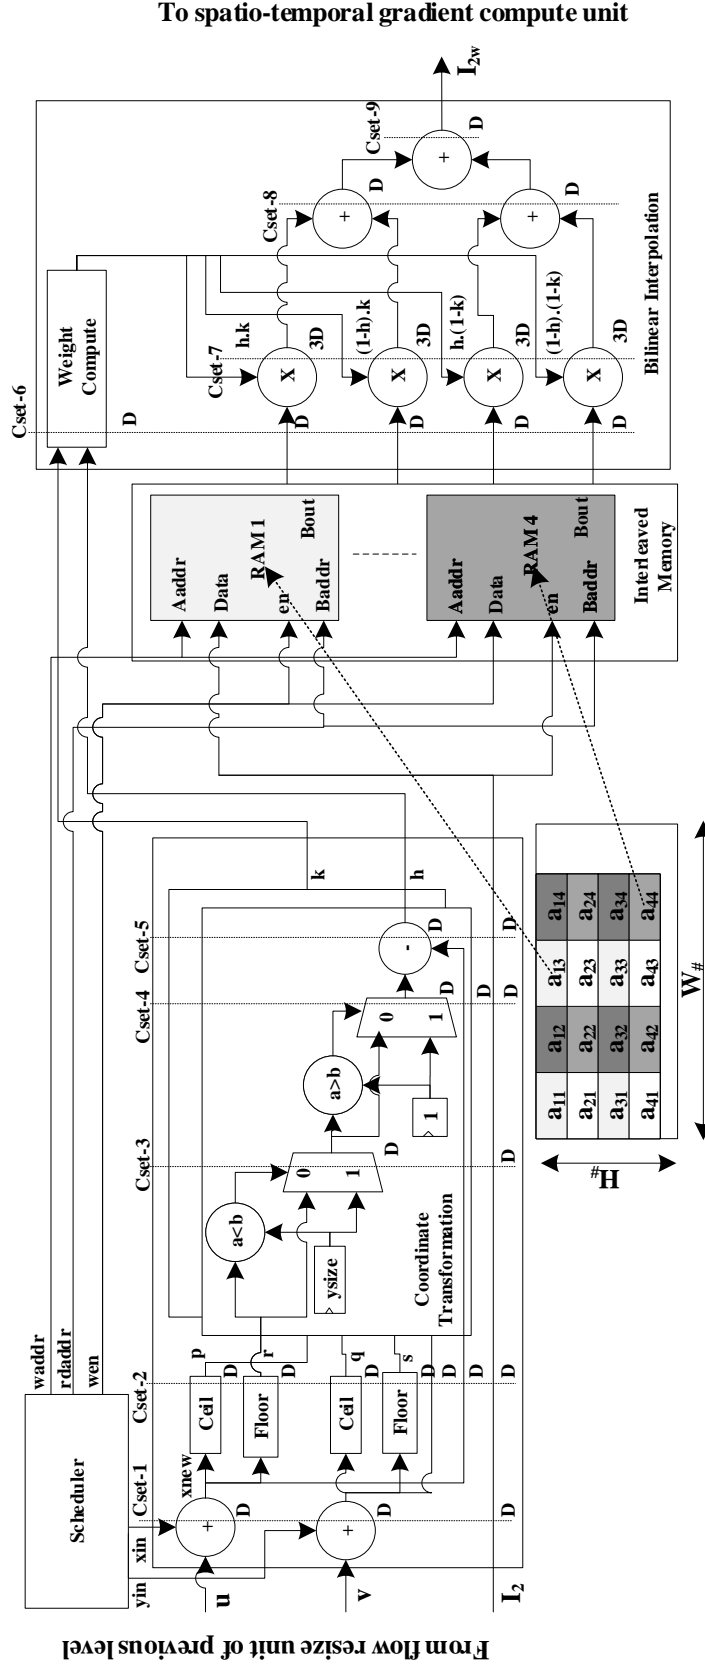 To spatio-temporal gradient compute unit
From flow resize unit of previous level
Scheduler
waddr
rdaddr
wen
yin
xin
u
v
I2
Cset-1
xnew
+
D
+
D
D
Cset-2
Ceil
p
D
Floor
r
D
Ceil
q
D
Floor
s
D
D
D
D
Coordinate
Transformation
a<b
ysize
Cset-3
0
1
D
D
a>b
1
Cset-4
0
1
D
D
D
Cset-5
-
D
D
k
h
a11
a12
a13
a14
a21
a22
a23
a24
a31
a32
a33
a34
a41
a42
a43
a44
H#
W#
Aaddr
Data
en
Baddr
RAM1
Bout
Aaddr
Data
en
Baddr
RAM4
Bout
Interleaved
Memory
Cset-6
D
Weight
Compute
D
D
D
D
Cset-7
h.k
X
3D
(1-h).k
X
3D
h.(1-k)
X
3D
(1-h).(1-k)
X
3D
Cset-8
+
D
+
D
Cset-9
+
D
I2w
Bilinear Interpolation